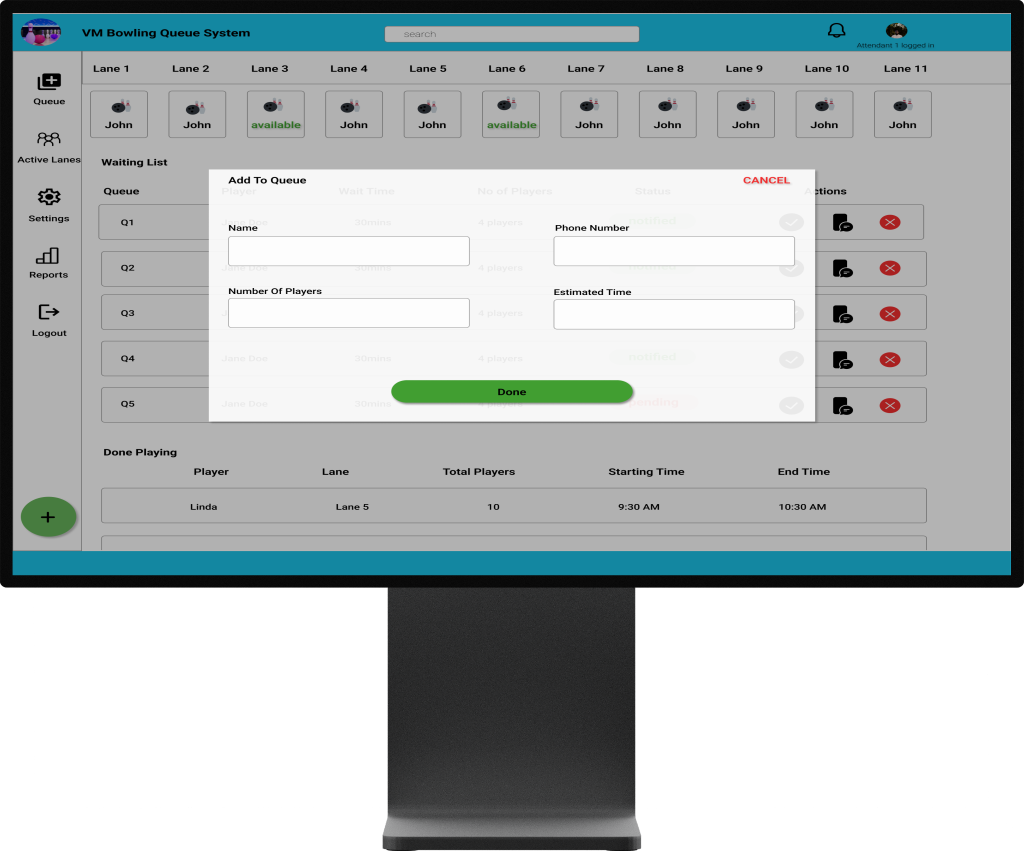 VM Bowling Queue System
search
Attendant 1 logged in
Queue
Active Lanes
Settings
Reports
Logout
+
Lane 1 Lane 2 Lane 3 Lane 4 Lane 5 Lane 6 Lane 7 Lane 8 Lane 9 Lane 10 Lane 11
John John available John John available John John John John John
Waiting List
Queue Player Wait Time No of Players Status Actions
Add To Queue
CANCEL
Q1 Jane Doe 30mins 4 players notified
Name
Phone Number
Q2 Jane Doe 30mins 4 players
Number Of Players
Estimated Time
Q3 4 players
Q4 Jane Doe 30mins 4 players notified
Done
Q5 Jane Doe 30mins pending
Done Playing
Player Lane Total Players Starting Time End Time
Linda Lane 5 10 9:30 AM 10:30 AM